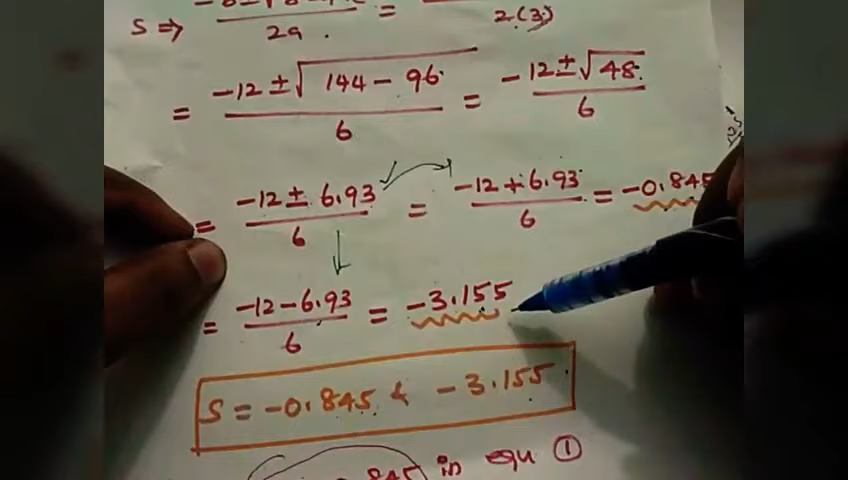 S ⇒ = 
2a . 2(3)
= -12 ± √144 - 96 / 6 = -12 ± √48 / 6
= -12 ± 6.93 / 6 = -12 + 6.93 / 6 = -0.845
= -12 - 6.93 / 6 = -3.155
S = -0.845 & -3.155
845 in equ ①